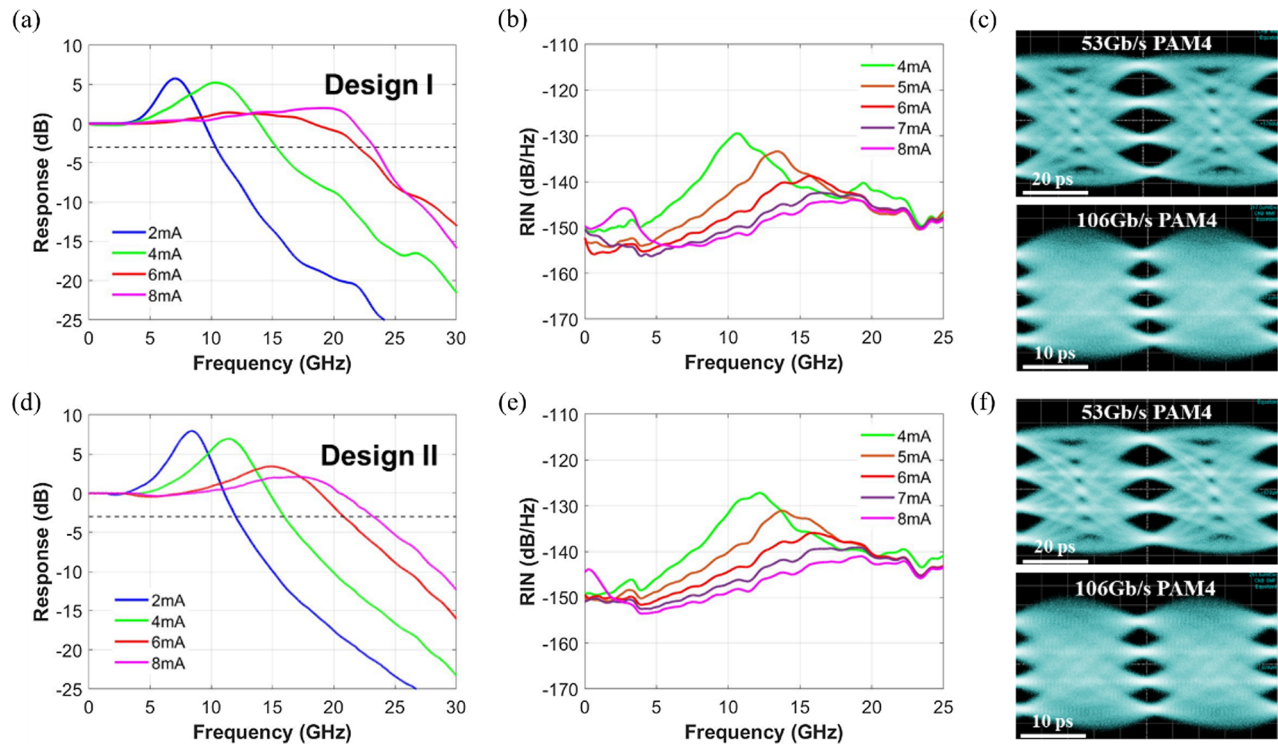 (a)
10
5
0
-5
-10
-15
-20
-25
Response (dB)
Design I
2mA
4mA
6mA
8mA
0 5 10 15 20 25 30
Frequency (GHz)
(b)
-110
-120
-130
-140
-150
-160
-170
RIN (dB/Hz)
4mA
5mA
6mA
7mA
8mA
0 5 10 15 20 25
Frequency (GHz)
(c)
53Gb/s PAM4
20 ps
106Gb/s PAM4
10 ps
(d)
10
5
0
-5
-10
-15
-20
-25
Response (dB)
Design II
2mA
4mA
6mA
8mA
0 5 10 15 20 25 30
Frequency (GHz)
(e)
-110
-120
-130
-140
-150
-160
-170
RIN (dB/Hz)
4mA
5mA
6mA
7mA
8mA
0 5 10 15 20 25
Frequency (GHz)
(f)
53Gb/s PAM4
20 ps
106Gb/s PAM4
10 ps